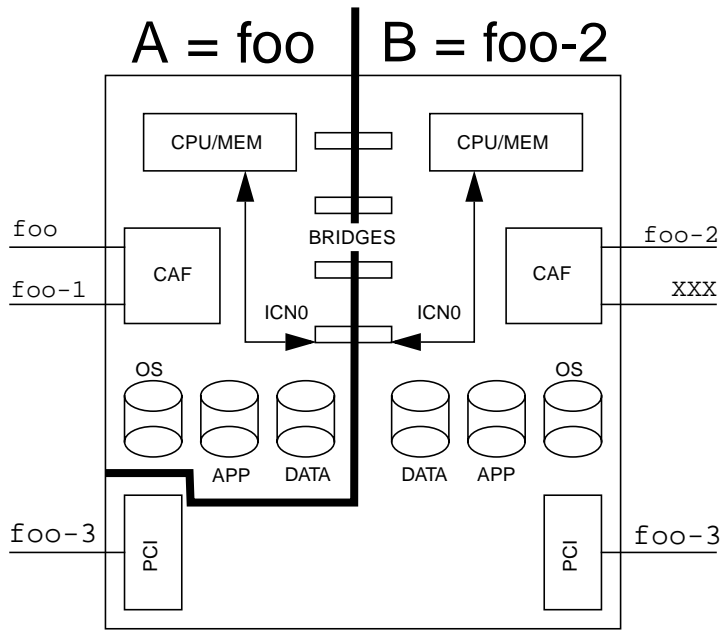 A = foo
B = foo-2
CPU/MEM
CPU/MEM
foo
BRIDGES
foo-2
CAF
CAF
foo-1
XXX
ICN0
ICN0
OS
OS
APP
DATA
DATA
APP
foo-3
PCI
PCI
foo-3